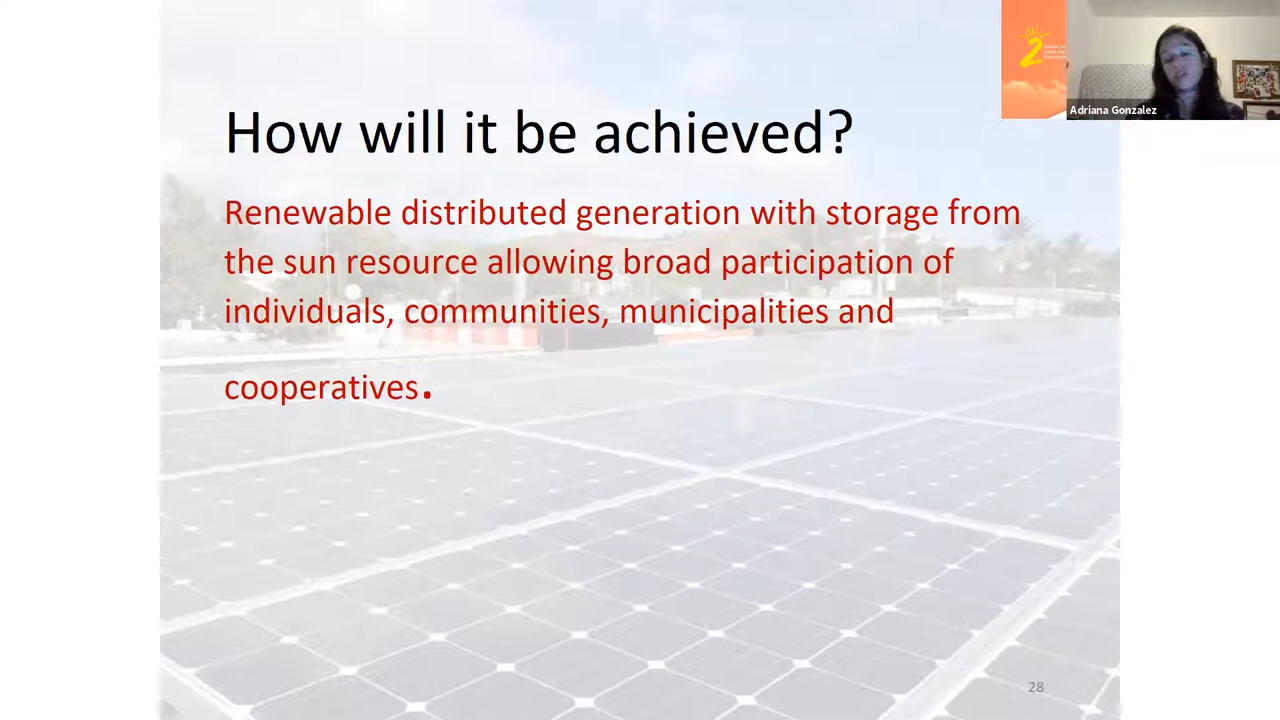 How will it be achieved?
Renewable distributed generation with storage from
the sun resource allowing broad participation of
individuals, communities, municipalities and
cooperatives.
28
2
Adriana Gonzalez